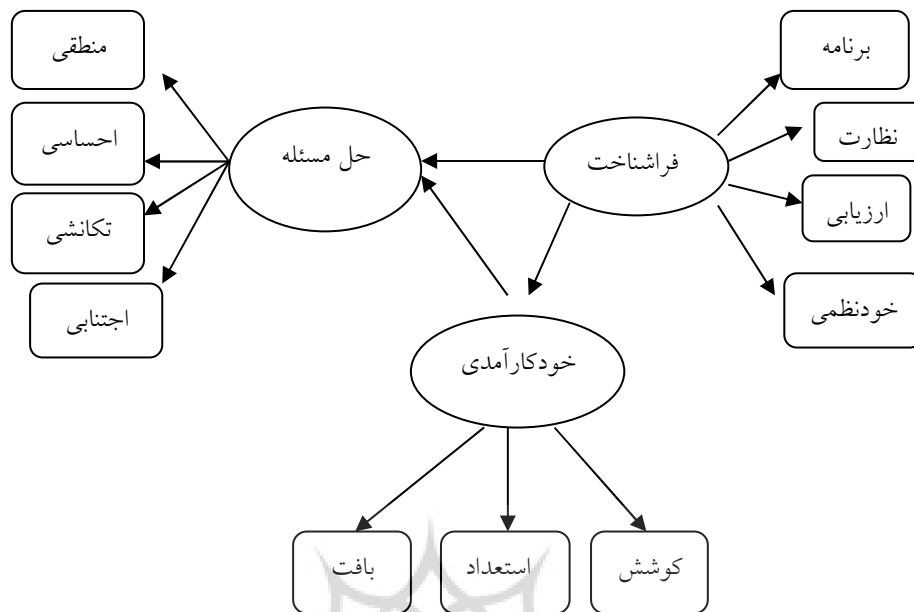 برنامه
منطقی
نظارت
احساسی
حل مسئله
فراشناخت
ارزیابی
تکانشی
خودنظمی
اجتنابی
خودکارآمدی
کوشش
استعداد
بافت